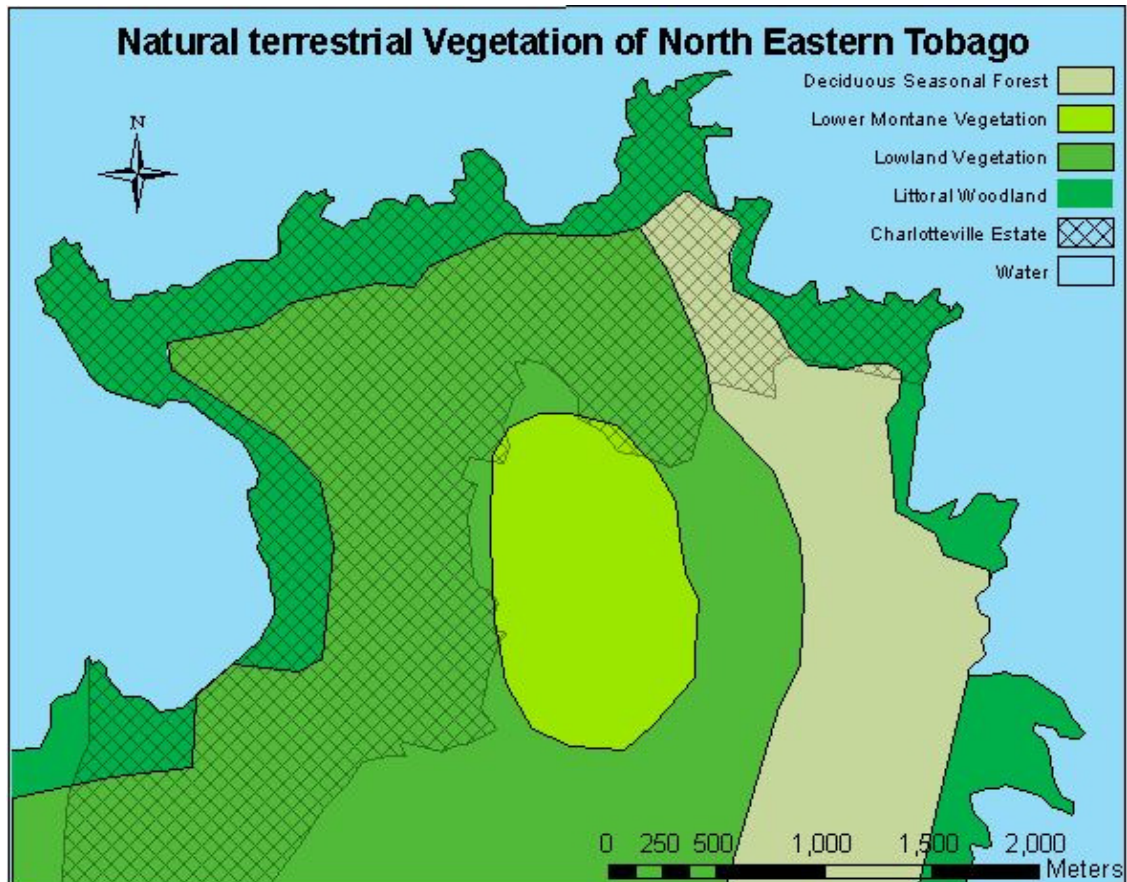 Natural terrestrial Vegetation of North Eastern Tobago
Deciduous Seasonal Forest
Lower Montane Vegetation
Lowland Vegetation
Littoral Woodland
Charlotteville Estate
Water
N
0 250 500 1,000 1,500 2,000
Meters